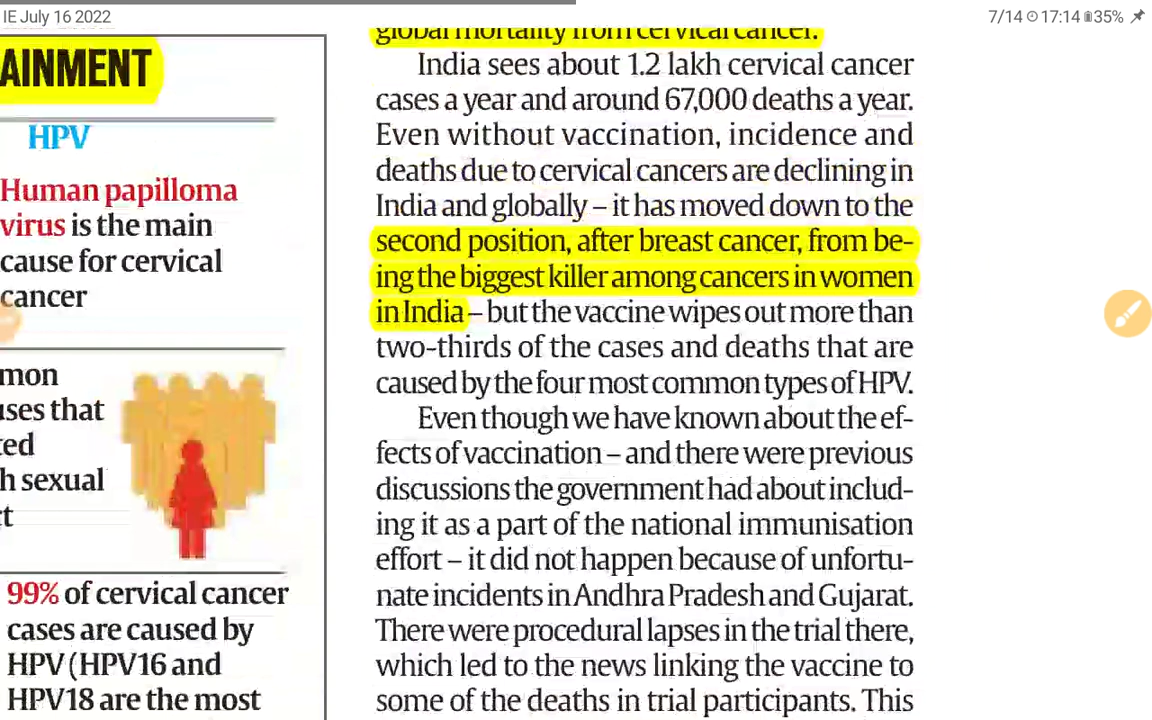 IE July 16 2022
7/14 17:14 35%
AINMENT
HPV
Human papilloma
virus is the main
cause for cervical
cancer
mon
uses that
ted
h sexual
ct
99% of cervical cancer
cases are caused by
HPV (HPV16 and
HPV18 are the most
global mortality from cervical cancer.
India sees about 1.2 lakh cervical cancer
cases a year and around 67,000 deaths a year.
Even without vaccination, incidence and
deaths due to cervical cancers are declining in
India and globally – it has moved down to the
second position, after breast cancer, from be-
ing the biggest killer among cancers in women
in India – but the vaccine wipes out more than
two-thirds of the cases and deaths that are
caused by the four most common types of HPV.
Even though we have known about the ef-
fects of vaccination – and there were previous
discussions the government had about includ-
ing it as a part of the national immunisation
effort – it did not happen because of unfortu-
nate incidents in Andhra Pradesh and Gujarat.
There were procedural lapses in the trial there,
which led to the news linking the vaccine to
some of the deaths in trial participants. This